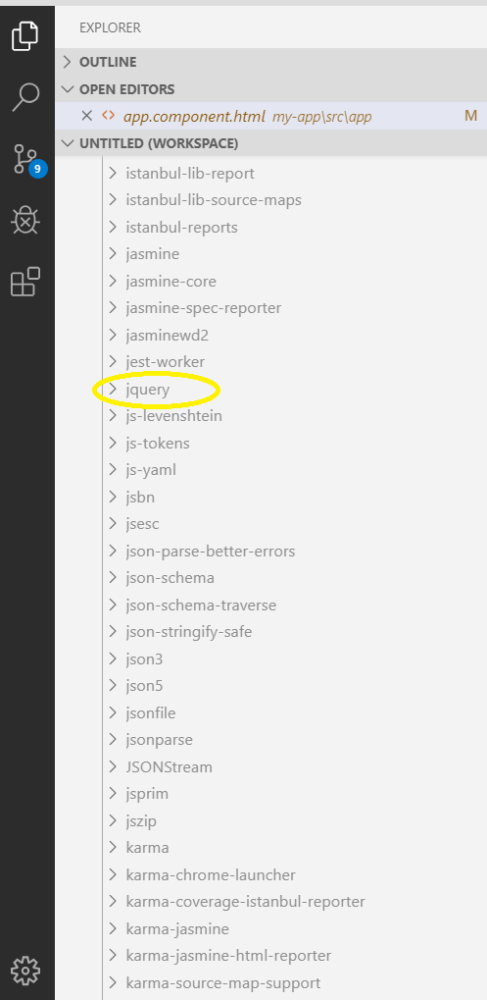 EXPLORER
OUTLINE
OPEN EDITORS
app.component.html my-app\src\app M
UNTITLED (WORKSPACE)
istanbul-lib-report
istanbul-lib-source-maps
9
istanbul-reports
jasmine
jasmine-core
jasmine-spec-reporter
jasminewd2
jest-worker
jquery
js-levenshtein
js-tokens
js-yaml
jsbn
jsesc
json-parse-better-errors
json-schema
json-schema-traverse
json-stringify-safe
json3
json5
jsonfile
jsonparse
JSONStream
jsprim
jszip
karma
karma-chrome-launcher
karma-coverage-istanbul-reporter
karma-jasmine
karma-jasmine-html-reporter
karma-source-map-support